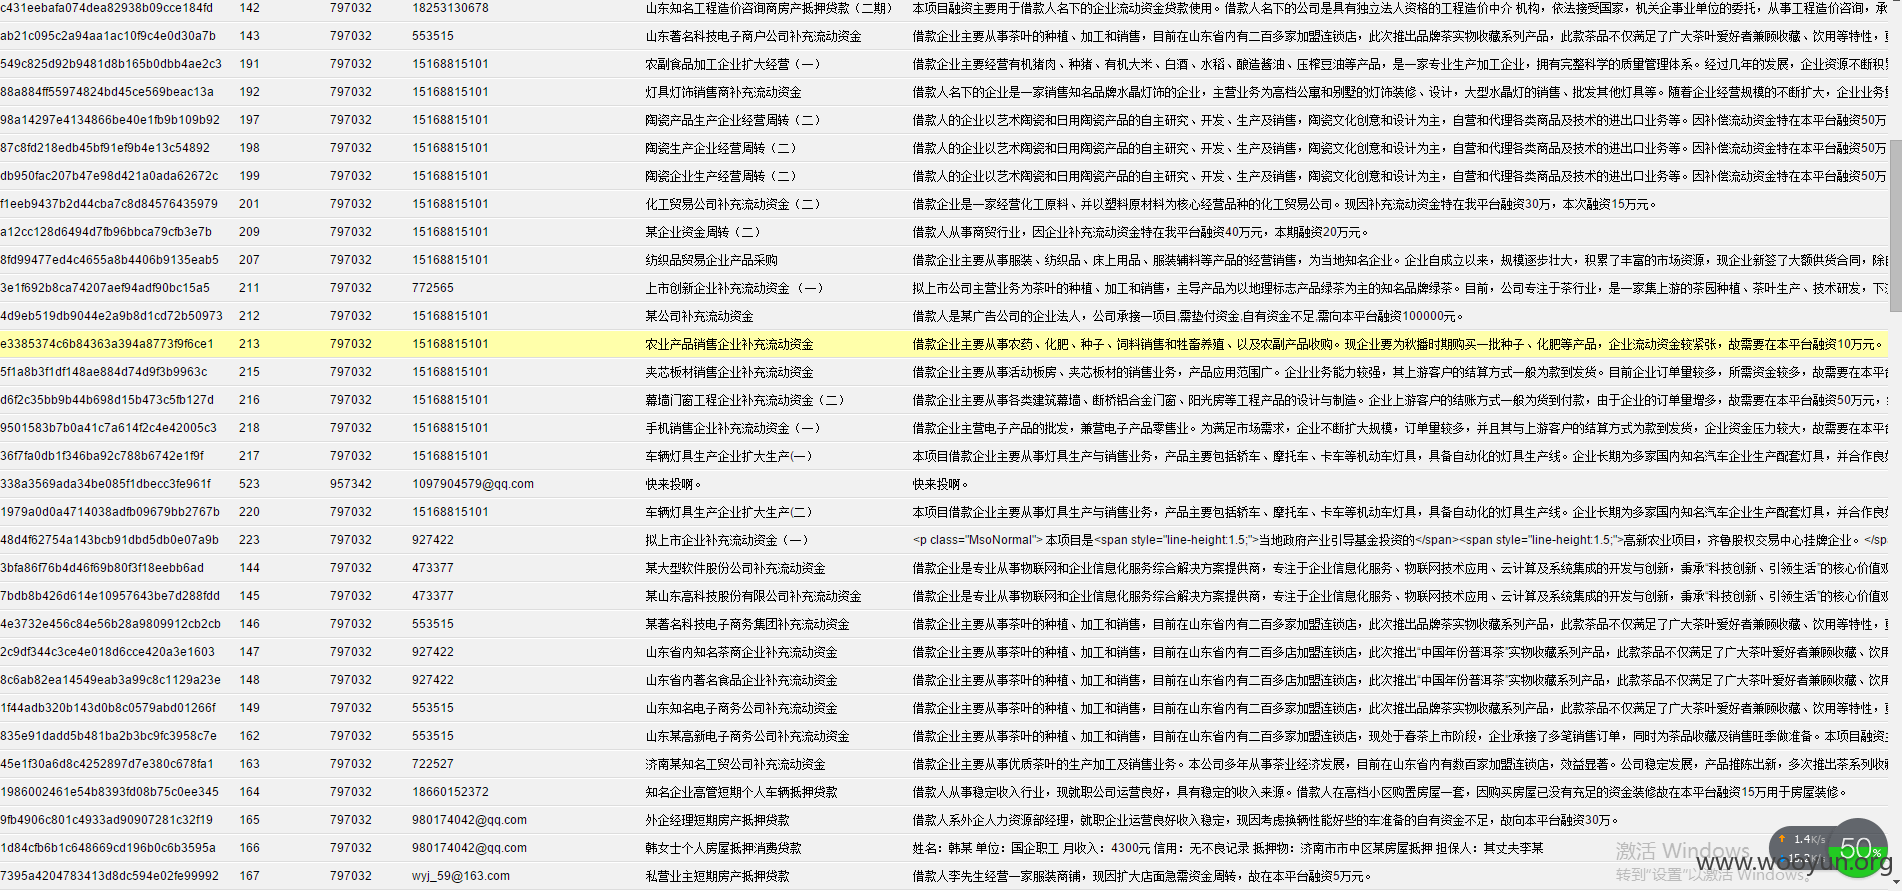 c431eebafa074dea82938b09cce184fd 142 797032 18253130678 山东知名工程造价咨询商房产抵押贷款（二期） 本项目融资主要用于借款人名下的企业流动资金贷款使用。借款人名下的公司是具有独立法人资格的工程造价中介 机构，依法接受国家，机关企事业单位的委托，从事工程造价咨询，承
ab21c095c2a94aa1ac10f9c4e0d30a7b 143 797032 553515 山东著名科技电子商户公司补充流动资金 借款企业主要从事茶叶的种植、加工和销售，目前在山东省内有二百多家加盟连锁店，此次推出品牌茶实物收藏系列产品，此款茶品不仅满足了广大茶叶爱好者兼顾收藏、饮用等特性，
549c825d92b9481d8b165b0dbb4ae2c3 191 797032 15168815101 农副食品加工企业扩大经营（一） 借款企业主要经营有机猪肉、种猪、有机大米、白酒、水稻、酿造酱油、压榨豆油等产品，是一家专业生产加工企业，拥有完整科学的质量管理体系。经过几年的发展，企业资源不断积
88a884ff55974824bd45ce569beac13a 192 797032 15168815101 灯具灯饰销售商补充流动资金 借款人名下的企业是一家销售知名品牌水晶灯饰的企业，主营业务为高档公寓和别墅的灯饰装修、设计，大型水晶灯的销售、批发其他灯具等。随着企业经营规模的不断扩大，企业业务
98a14297e4134866be40e1fb9b109b92 197 797032 15168815101 陶瓷产品生产企业经营周转（二） 借款人的企业以艺术陶瓷和日用陶瓷产品的自主研究、开发、生产及销售，陶瓷文化创意和设计为主，自营和代理各类商品及技术的进出口业务等。因补偿流动资金特在本平台融资50万
87c8fd218edb45bf91ef9b4e13c54892 198 797032 15168815101 陶瓷生产企业经营周转（二） 借款人的企业以艺术陶瓷和日用陶瓷产品的自主研究、开发、生产及销售，陶瓷文化创意和设计为主，自营和代理各类商品及技术的进出口业务等。因补偿流动资金特在本平台融资50万
db950fac207b47e98d421a0ada62672c 199 797032 15168815101 陶瓷企业生产经营周转（二） 借款人的企业以艺术陶瓷和日用陶瓷产品的自主研究、开发、生产及销售，陶瓷文化创意和设计为主，自营和代理各类商品及技术的进出口业务等。因补偿流动资金特在本平台融资50万
f1eeb9437b2d44cba7c8d84576435979 201 797032 15168815101 化工贸易公司补充流动资金（二） 借款企业是一家经营化工原料、并以塑料原材料为核心经营品种的化工贸易公司。现因补充流动资金特在我平台融资30万，本次融资15万元。
a12cc128d6494d7fb96bbca79cfb3e7b 209 797032 15168815101 某企业资金周转（二） 借款人从事商贸行业，因企业补充流动资金特在我平台融资40万元，本期融资20万元。
8fd99477ed4c4655a8b4406b9135eab5 207 797032 15168815101 纺织品贸易企业产品采购 借款企业主要从事服装、纺织品、床上用品、服装辅料等产品的经营销售，为当地知名企业。企业自成立以来，规模逐步壮大，积累了丰富的市场资源，现企业新签了大额供货合同，除自
3e1f692b8ca74207aef94adf90bc15a5 211 797032 772565 上市创新企业补充流动资金 （一） 拟上市公司主营业务为茶叶的种植、加工和销售，主导产品为以地理标志产品绿茶为主的知名品牌绿茶。目前，公司专注于茶行业，是一家集上游的茶园种植、茶叶生产、技术研发，下
4d9eb519db9044e2a9b8d1cd72b50973 212 797032 15168815101 某公司补充流动资金 借款人是某广告公司的企业法人，公司承接一项目,需垫付资金,自有资金不足,需向本平台融资100000元。
e3385374c6b84363a394a8773f9f6ce1 213 797032 15168815101 农业产品销售企业补充流动资金 借款企业主要从事农药、化肥、种子、饲料销售和牲畜养殖、以及农副产品收购。现企业要为秋播时期购买一批种子、化肥等产品，企业流动资金较紧张，故需要在本平台融资10万元。
5f1a8b3f1df148ae884d74d9f3b9963c 215 797032 15168815101 夹芯板材销售企业补充流动资金 借款企业主要从事活动板房、夹芯板材的销售业务，产品应用范围广。企业业务能力较强，其上游客户的结算方式一般为款到发货。目前企业订单量较多，所需资金较多，故需要在本平
d6f2c35bb9b44b698d15b473c5fb127d 216 797032 15168815101 幕墙门窗工程企业补充流动资金（二） 借款企业主要从事各类建筑幕墙、断桥铝合金门窗、阳光房等工程产品的设计与制造。企业上游客户的结账方式一般为货到付款，由于企业的订单量增多，故需要在本平台融资50万元，
9501583b7b0a41c7a614f2c4e42005c3 218 797032 15168815101 手机销售企业补充流动资金（一） 借款企业主营电子产品的批发，兼营电子产品零售业。为满足市场需求，企业不断扩大规模，订单量较多，并且其与上游客户的结算方式为款到发货，企业资金压力较大，故需要在本平
36f7fa0db1f346ba92c788b6742e1f9f 217 797032 15168815101 车辆灯具生产企业扩大生产(一） 本项目借款企业主要从事灯具生产与销售业务，产品主要包括轿车、摩托车、卡车等机动车灯具，具备自动化的灯具生产线。企业长期为多家国内知名汽车企业生产配套灯具，并合作良
338a3569ada34be085f1dbecc3fe961f 523 957342 1097904579@qq.com 快来投啊。 快来投啊。
1979a0d0a4714038adfb09679bb2767b 220 797032 15168815101 车辆灯具生产企业扩大生产(二） 本项目借款企业主要从事灯具生产与销售业务，产品主要包括轿车、摩托车、卡车等机动车灯具，具备自动化的灯具生产线。企业长期为多家国内知名汽车企业生产配套灯具，并合作良
48d4f62754a143bcb91dbd5db0e07a9b 223 797032 927422 拟上市企业补充流动资金（一） <p class="MsoNormal"> 本项目是<span style="line-height:1.5;">当地政府产业引导基金投资的</span><span style="line-height:1.5;">高新农业项目，齐鲁股权交易中心挂牌企业。</sp
3bfa86f76b4d46f69b80f3f18eebb6ad 144 797032 473377 某大型软件股份公司补充流动资金 借款企业是专业从事物联网和企业信息化服务综合解决方案提供商，专注于企业信息化服务、物联网技术应用、云计算及系统集成的开发与创新，秉承“科技创新、引领生活”的核心价值观
7bdb8b426d614e10957643be7d288fdd 145 797032 473377 某山东高科技股份有限公司补充流动资金 借款企业是专业从事物联网和企业信息化服务综合解决方案提供商，专注于企业信息化服务、物联网技术应用、云计算及系统集成的开发与创新，秉承“科技创新、引领生活”的核心价值观
4e3732e456c84e56b28a9809912cb2cb 146 797032 553515 某著名科技电子商务集团补充流动资金 借款企业主要从事茶叶的种植、加工和销售，目前在山东省内有二百多家加盟连锁店，此次推出品牌茶实物收藏系列产品，此款茶品不仅满足了广大茶叶爱好者兼顾收藏、饮用等特性，
2c9df344c3ce4e018d6cce420a3e1603 147 797032 927422 山东省内知名茶商企业补充流动资金 借款企业主要从事茶叶的种植、加工和销售，目前在山东省内有二百多店加盟连锁店，此次推出“中国年份普洱茶”实物收藏系列产品，此款茶品不仅满足了广大茶叶爱好者兼顾收藏、饮用
8c6ab82ea14549eab3a99c8c1129a23e 148 797032 927422 山东省内著名食品企业补充流动资金 借款企业主要从事茶叶的种植、加工和销售，目前在山东省内有二百多店加盟连锁店，此次推出“中国年份普洱茶”实物收藏系列产品，此款茶品不仅满足了广大茶叶爱好者兼顾收藏、饮用
1f44adb320b143d0b8c0579abd01266f 149 797032 553515 山东知名电子商务公司补充流动资金 借款企业主要从事茶叶的种植、加工和销售，目前在山东省内有二百多家加盟连锁店，此次推出品牌茶实物收藏系列产品，此款茶品不仅满足了广大茶叶爱好者兼顾收藏、饮用等特性，
835e91dadd5b481ba2b3bc9fc3958c7e 162 797032 553515 山东某高新电子商务公司补充流动资金 借款企业主要从事茶叶的种植、加工和销售，目前在山东省内有二百多家加盟连锁店，现处于春茶上市阶段，企业承接了多笔销售订单，同时为茶品收藏及销售旺季做准备。本项目融资
45e1f30a6d8c4252897d7e380c678fa1 163 797032 722527 济南某知名工贸公司补充流动资金 借款企业主要从事优质茶叶的生产加工及销售业务。本公司多年从事茶业经济发展，目前在山东省内有数百家加盟连锁店，效益显著。公司稳定发展，产品推陈出新，多次推出茶系列收
1986002461e54b8393fd08b75c0ee345 164 797032 18660152372 知名企业高管短期个人车辆抵押贷款 借款人从事稳定收入行业，现就职公司运营良好，具有稳定的收入来源。借款人在高档小区购置房屋一套，因购买房屋已没有充足的资金装修故在本平台融资15万用于房屋装修。
9fb4906c801c4933ad90907281c32f19 165 797032 980174042@qq.com 外企经理短期房产抵押贷款 借款人系外企人力资源部经理，就职企业运营良好收入稳定，现因考虑换辆性能好些的车准备的自有资金不足，故向本平台融资30万。
1d84cfb6b1c648669cd196b0c6b3595a 166 797032 980174042@qq.com 韩女士个人房屋抵押消费贷款 姓名：韩某 单位：国企职工 月收入：4300元 信用：无不良记录 抵押物：济南市市中区某房屋抵押 担保人：其丈夫李某
7395a4204783413d8dc594e02fe99992 167 797032 wyj_59@163.com 私营业主短期房产抵押贷款 借款人李先生经营一家服装商铺，现因扩大店面急需资金周转，故在本平台融资5万元。
1.4K/s
15.2K/s
50%
激活 Windows
转到“设置”以激活 Windows。
www.wooyun.org